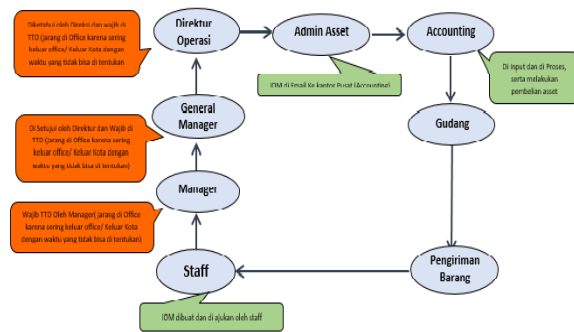 Diketahui oleh Direksi dan wajib di
TTD (jarang di Office karena sering
keluar office/ Keluar Kota dengan
waktu yang tidak bisa di tentukan
Direktur
Operasi
Admin Asset
Accounting
IOM di Email Ke kantor Pusat (Accounting)
Di Input dan di Proses,
serta melakukan
pembelian asset
Di Setujui oleh Direktur dan Wajib di
TTD (jarang di Office karena sering
keluar office/ Keluar Kota dengan
waktu yang tidak bisa di tentukan)
General
Manager
Gudang
Manager
Wajib TTD Oleh Manager( jarang di Office
karena sering keluar office/ Keluar Kota
dengan waktu yang tidak bisa di tentukan)
Staff
Pengiriman
Barang
IOM dibuat dan di ajukan oleh staff